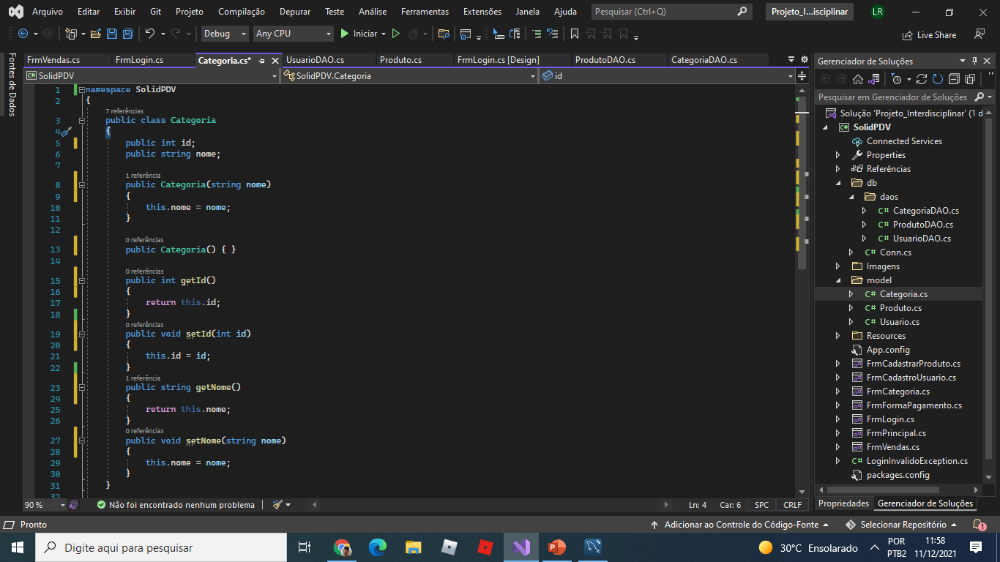 Arquivo Editar Exibir Git Projeto Compilação Depurar Teste Análise Ferramentas Extensões Janela Ajuda Pesquisar (Ctrl+Q) Projeto_I...isciplinar LR
Debug Any CPU Iniciar Live Share
Fontes de Dados
FrmVendas.cs FrmLogin.cs Categoria.cs* UsuarioDAO.cs Produto.cs FrmLogin.cs [Design] ProdutoDAO.cs CategoriaDAO.cs
SolidPDV SolidPDV.Categoria id
1 namespace SolidPDV
2 {
7 referências
3 public class Categoria
4 {
5 public int id;
6 public string nome;
7
1 referência
8 public Categoria(string nome)
9 {
10 this.nome = nome;
11 }
12
0 referências
13 public Categoria() { }
14
0 referências
15 public int getId()
16 {
17 return this.id;
18 }
0 referências
19 public void setId(int id)
20 {
21 this.id = id;
22 }
1 referência
23 public string getNome()
24 {
25 return this.nome;
26 }
0 referências
27 public void setNome(string nome)
28 {
29 this.nome = nome;
30 }
31 }
32
90 % Não foi encontrado nenhum problema Ln: 4 Car: 6 SPC CRLF
Gerenciador de Soluções
Pesquisar em Gerenciador de Soluções
Solução 'Projeto_Interdisciplinar' (1 d
SolidPDV
Connected Services
Properties
Referências
db
daos
C# CategoriaDAO.cs
C# ProdutoDAO.cs
C# UsuarioDAO.cs
C# Conn.cs
Imagens
model
C# Categoria.cs
C# Produto.cs
C# Usuario.cs
Resources
App.config
FrmCadastrarProduto.cs
FrmCadastroUsuario.cs
FrmCategoria.cs
FrmFormaPagamento.cs
FrmLogin.cs
FrmPrincipal.cs
FrmVendas.cs
C# LoginInvalidoException.cs
packages.config
Propriedades Gerenciador de Soluções
Pronto Adicionar ao Controle do Código-Fonte Selecionar Repositório 1
Digite aqui para pesquisar 30°C Ensolarado POR PTB2 11:58 11/12/2021